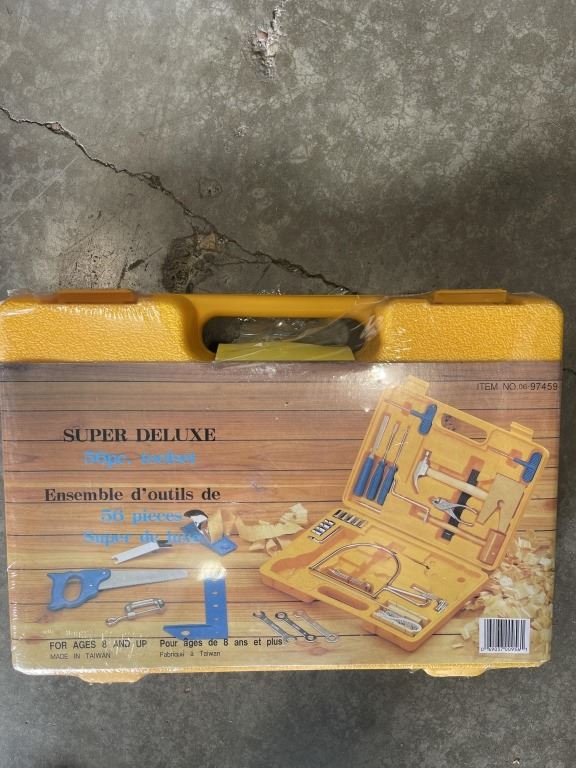 ITEM NO.06-97459
SUPER DELUXE
56pc. toolset
Ensemble d'outils de
56 pièces
Super de luxe
FOR AGES 8 AND UP Pour âges de 8 ans et plus
MADE IN TAIWAN Fabriqué à Taiwan